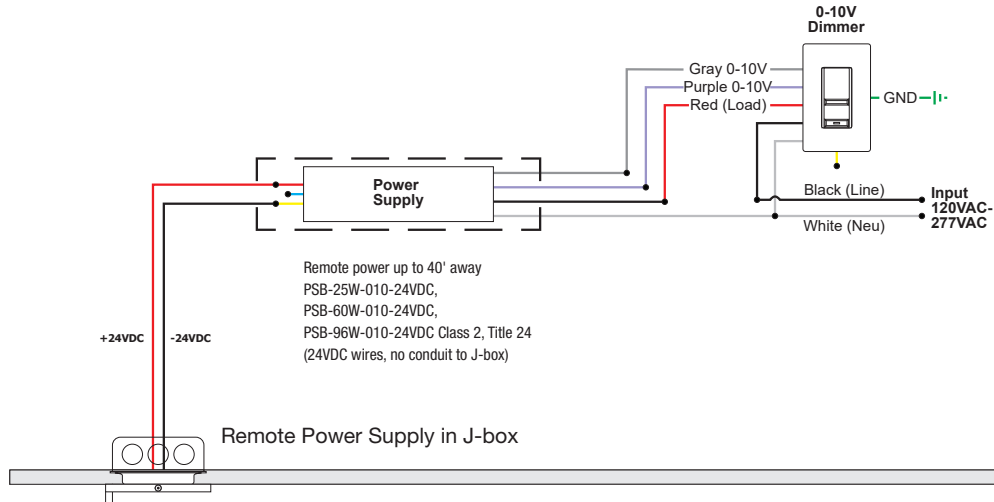 0-10V
Dimmer
Gray 0-10V
Purple 0-10V
Red (Load)
GND
Power
Supply
Black (Line)
White (Neu)
Input
120VAC-
277VAC
Remote power up to 40' away
PSB-25W-010-24VDC,
PSB-60W-010-24VDC,
PSB-96W-010-24VDC Class 2, Title 24
(24VDC wires, no conduit to J-box)
+24VDC
-24VDC
Remote Power Supply in J-box